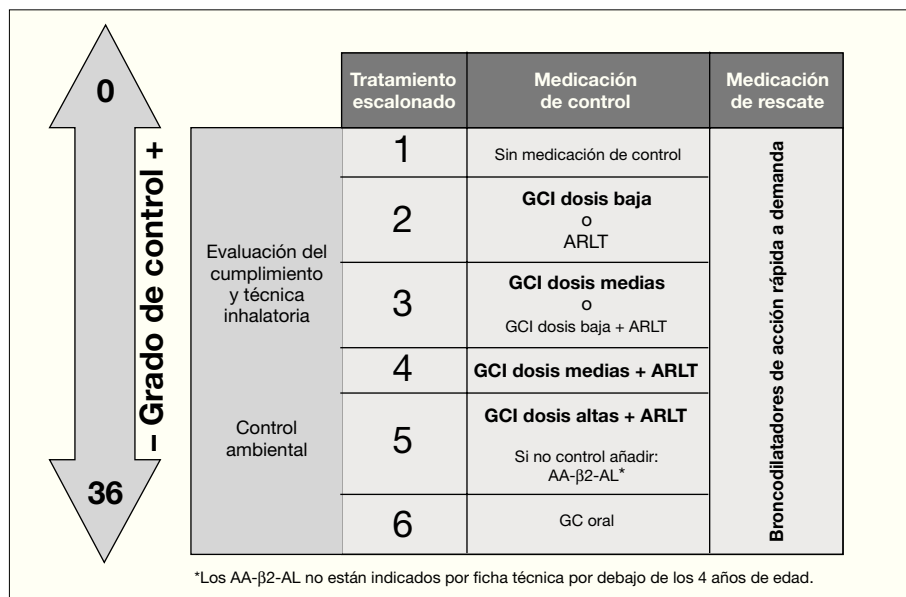 0
– Grado de control +
36
Tratamiento
escalonado
Medicación
de control
Medicación
de rescate
Evaluación del
cumplimiento
y técnica
inhalatoria
Control
ambiental
1
Sin medicación de control
2
GCI dosis baja
o
ARLT
3
GCI dosis medias
o
GCI dosis baja + ARLT
4
GCI dosis medias + ARLT
5
GCI dosis altas + ARLT
Si no control añadir:
AA-β2-AL*
6
GC oral
Broncodilatadores de acción rápida a demanda
*Los AA-β2-AL no están indicados por ficha técnica por debajo de los 4 años de edad.